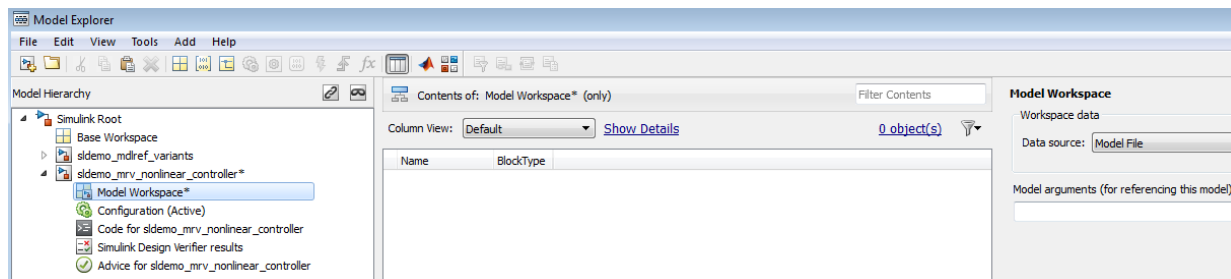 Model Explorer
File Edit View Tools Add Help
fx
Model Hierarchy
Simulink Root
Base Workspace
sldemo_mdlref_variants
sldemo_mrv_nonlinear_controller*
Model Workspace*
Configuration (Active)
Code for sldemo_mrv_nonlinear_controller
Simulink Design Verifier results
Advice for sldemo_mrv_nonlinear_controller
Contents of: Model Workspace* (only)
Filter Contents
Column View: Default Show Details 0 object(s)
Name BlockType
Model Workspace
Workspace data
Data source: Model File
Model arguments (for referencing this model)